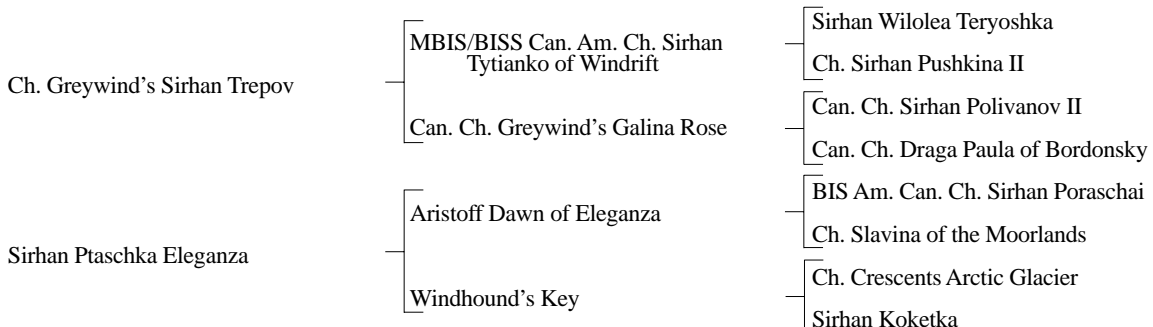 Sirhan Wilolea Teryoshka
MBIS/BISS Can. Am. Ch. Sirhan
Tytianko of Windrift
Ch. Sirhan Pushkina II
Ch. Greywind’s Sirhan Trepov
Can. Ch. Sirhan Polivanov II
Can. Ch. Greywind’s Galina Rose
Can. Ch. Draga Paula of Bordonsky
BIS Am. Can. Ch. Sirhan Poraschai
Aristoff Dawn of Eleganza
Ch. Slavina of the Moorlands
Sirhan Ptaschka Eleganza
Ch. Crescents Arctic Glacier
Windhound’s Key
Sirhan Koketka